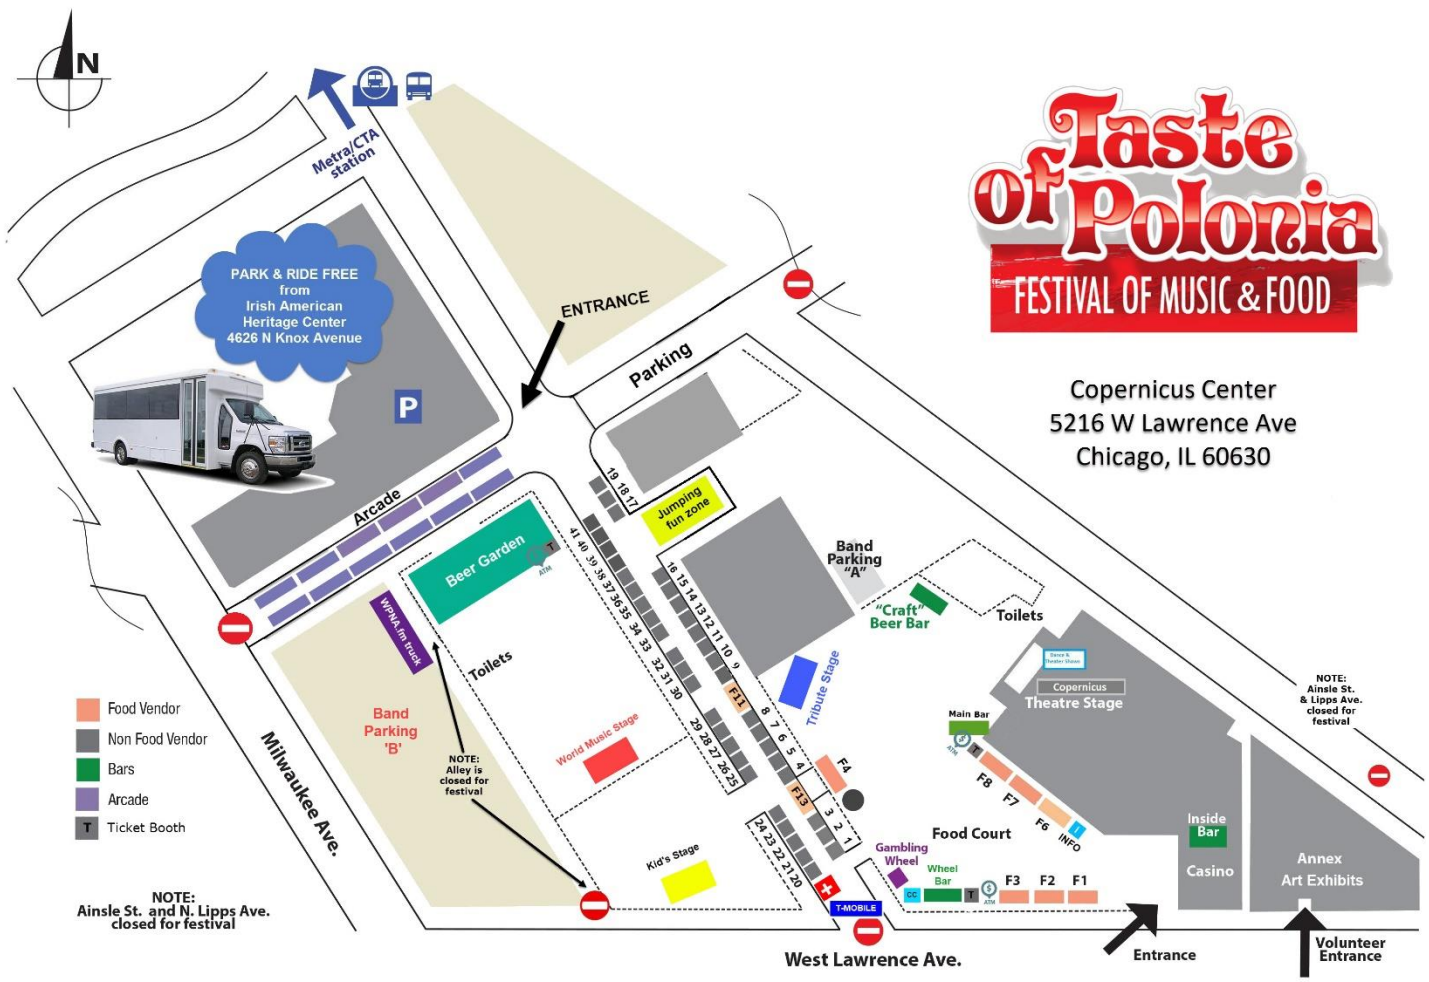 N
Metra/CTA
station
Taste
of
Polonia
FESTIVAL OF MUSIC & FOOD
Copernicus Center
5216 W Lawrence Ave
Chicago, IL 60630
PARK & RIDE FREE
from
Irish American
Heritage Center
4626 N Knox Avenue
P
ENTRANCE
Parking
Arcade
19
18
17
Jumping
fun zone
Beer Garden
T
ATM
WPNA.fm truck
Toilets
41
40
39
38
37
36
35
34
33
32
31
30
29
28
27
26
25
16
15
14
13
12
11
10
9
F11
8
7
6
5
4
F13
3
2
1
F4
24
23
22
21
20
Band
Parking
"A"
"Craft"
Beer Bar
Toilets
Tribute Stage
Dance &
Theater Shows
Copernicus
Theatre Stage
Main Bar
$
ATM
T
F8
F7
F6
i
INFO
NOTE:
Ainsle St.
& Lipps Ave.
closed for
festival
Food Vendor
Non Food Vendor
Bars
Arcade
T
Ticket Booth
Milwaukee Ave.
Band
Parking
'B'
NOTE:
Alley is
closed for
festival
World Music Stage
Kid's Stage
Food Court
Gambling
Wheel
CC
Wheel
Bar
T
$
ATM
F3
F2
F1
Inside
Bar
Casino
Annex
Art Exhibits
T-MOBILE
NOTE:
Ainsle St. and N. Lipps Ave.
closed for festival
West Lawrence Ave.
Entrance
Volunteer
Entrance